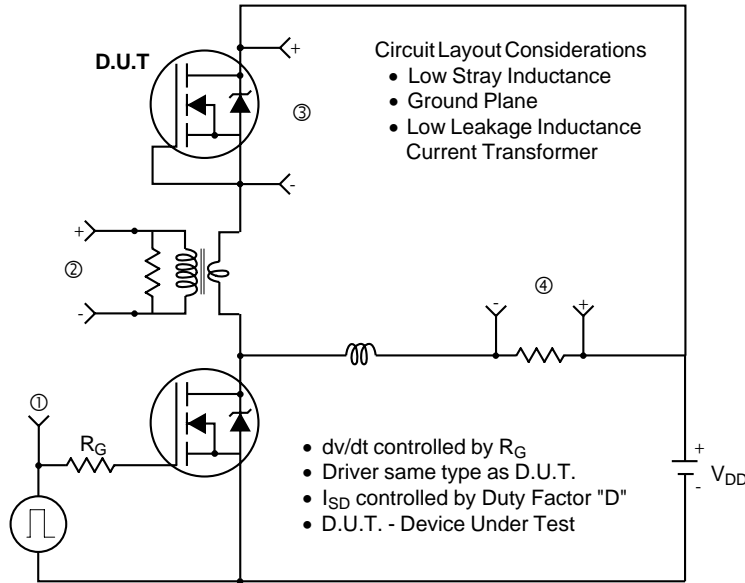 D.U.T
+
Circuit Layout Considerations
• Low Stray Inductance
• Ground Plane
③
• Low Leakage Inductance
Current Transformer
-
+
②
-
④
-
+
①
R_G
• dv/dt controlled by R_G
• Driver same type as D.U.T.
• I_SD controlled by Duty Factor "D"
• D.U.T. - Device Under Test
+
V_DD
-